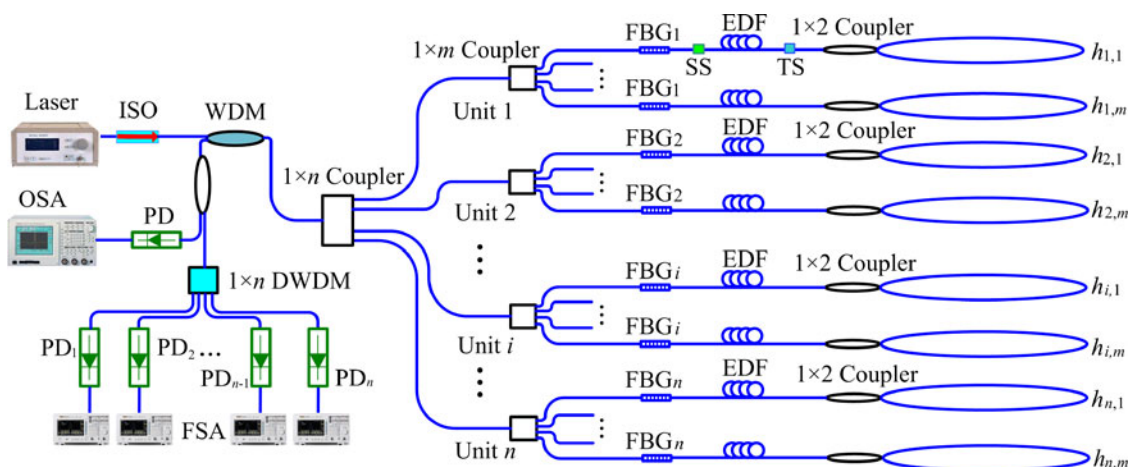 FBG1 EDF 1×2 Coupler
1×m Coupler
SS TS h1,1
Laser ISO WDM
Unit 1 FBG1 h1,m
FBG2 EDF 1×2 Coupler
h2,1
1×n Coupler
OSA PD
Unit 2 FBG2 h2,m
...
FBGi EDF 1×2 Coupler
1×n DWDM hi,1
Unit i FBGi hi,m
PD1 PD2 ... PDn-1 PDn
...
FBGn EDF 1×2 Coupler
hn,1
FSA
Unit n FBGn hn,m